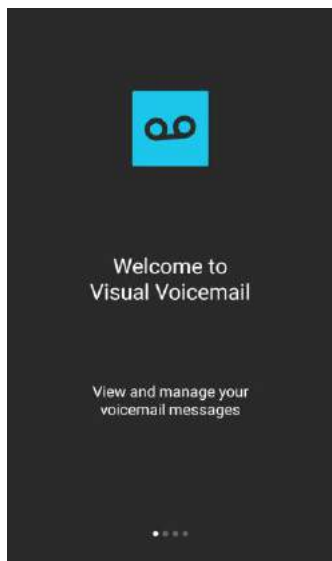 Welcome to
Visual Voicemail
View and manage your
voicemail messages